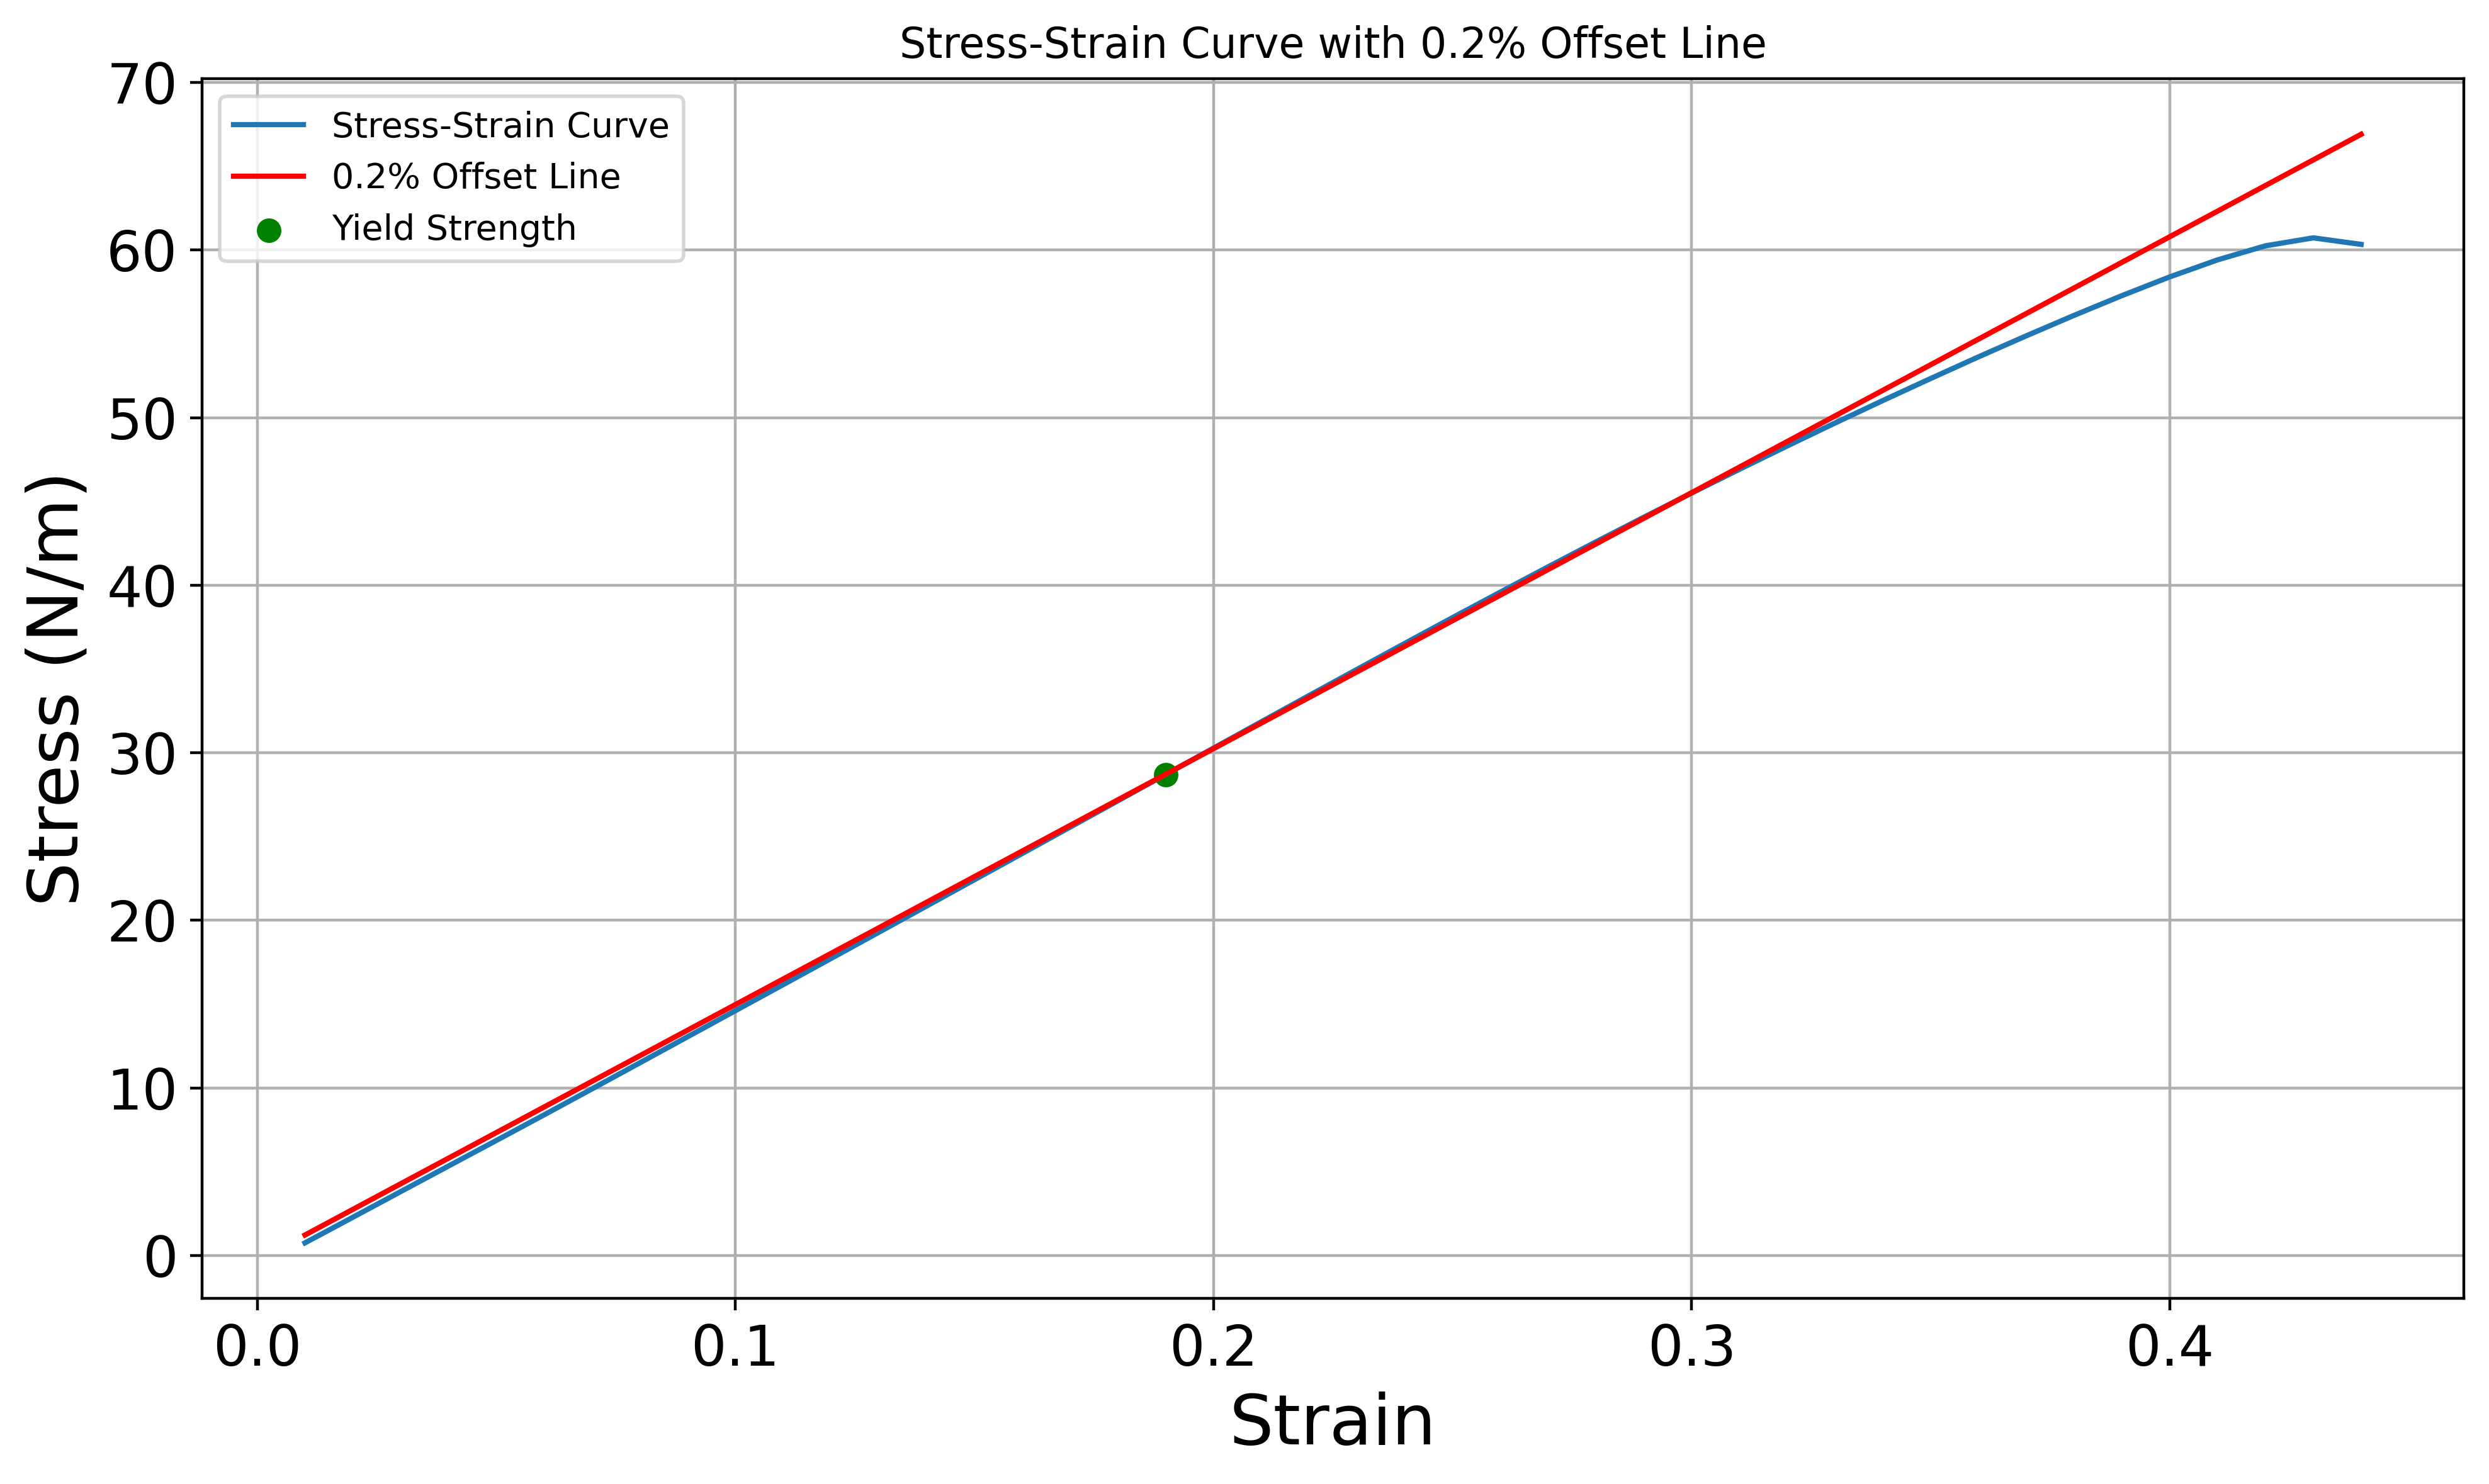 Stress-Strain Curve with 0.2% Offset Line
Stress-Strain Curve
0.2% Offset Line
Yield Strength
70
60
50
40
30
20
10
0
Stress (N/m)
0.0 0.1 0.2 0.3 0.4
Strain